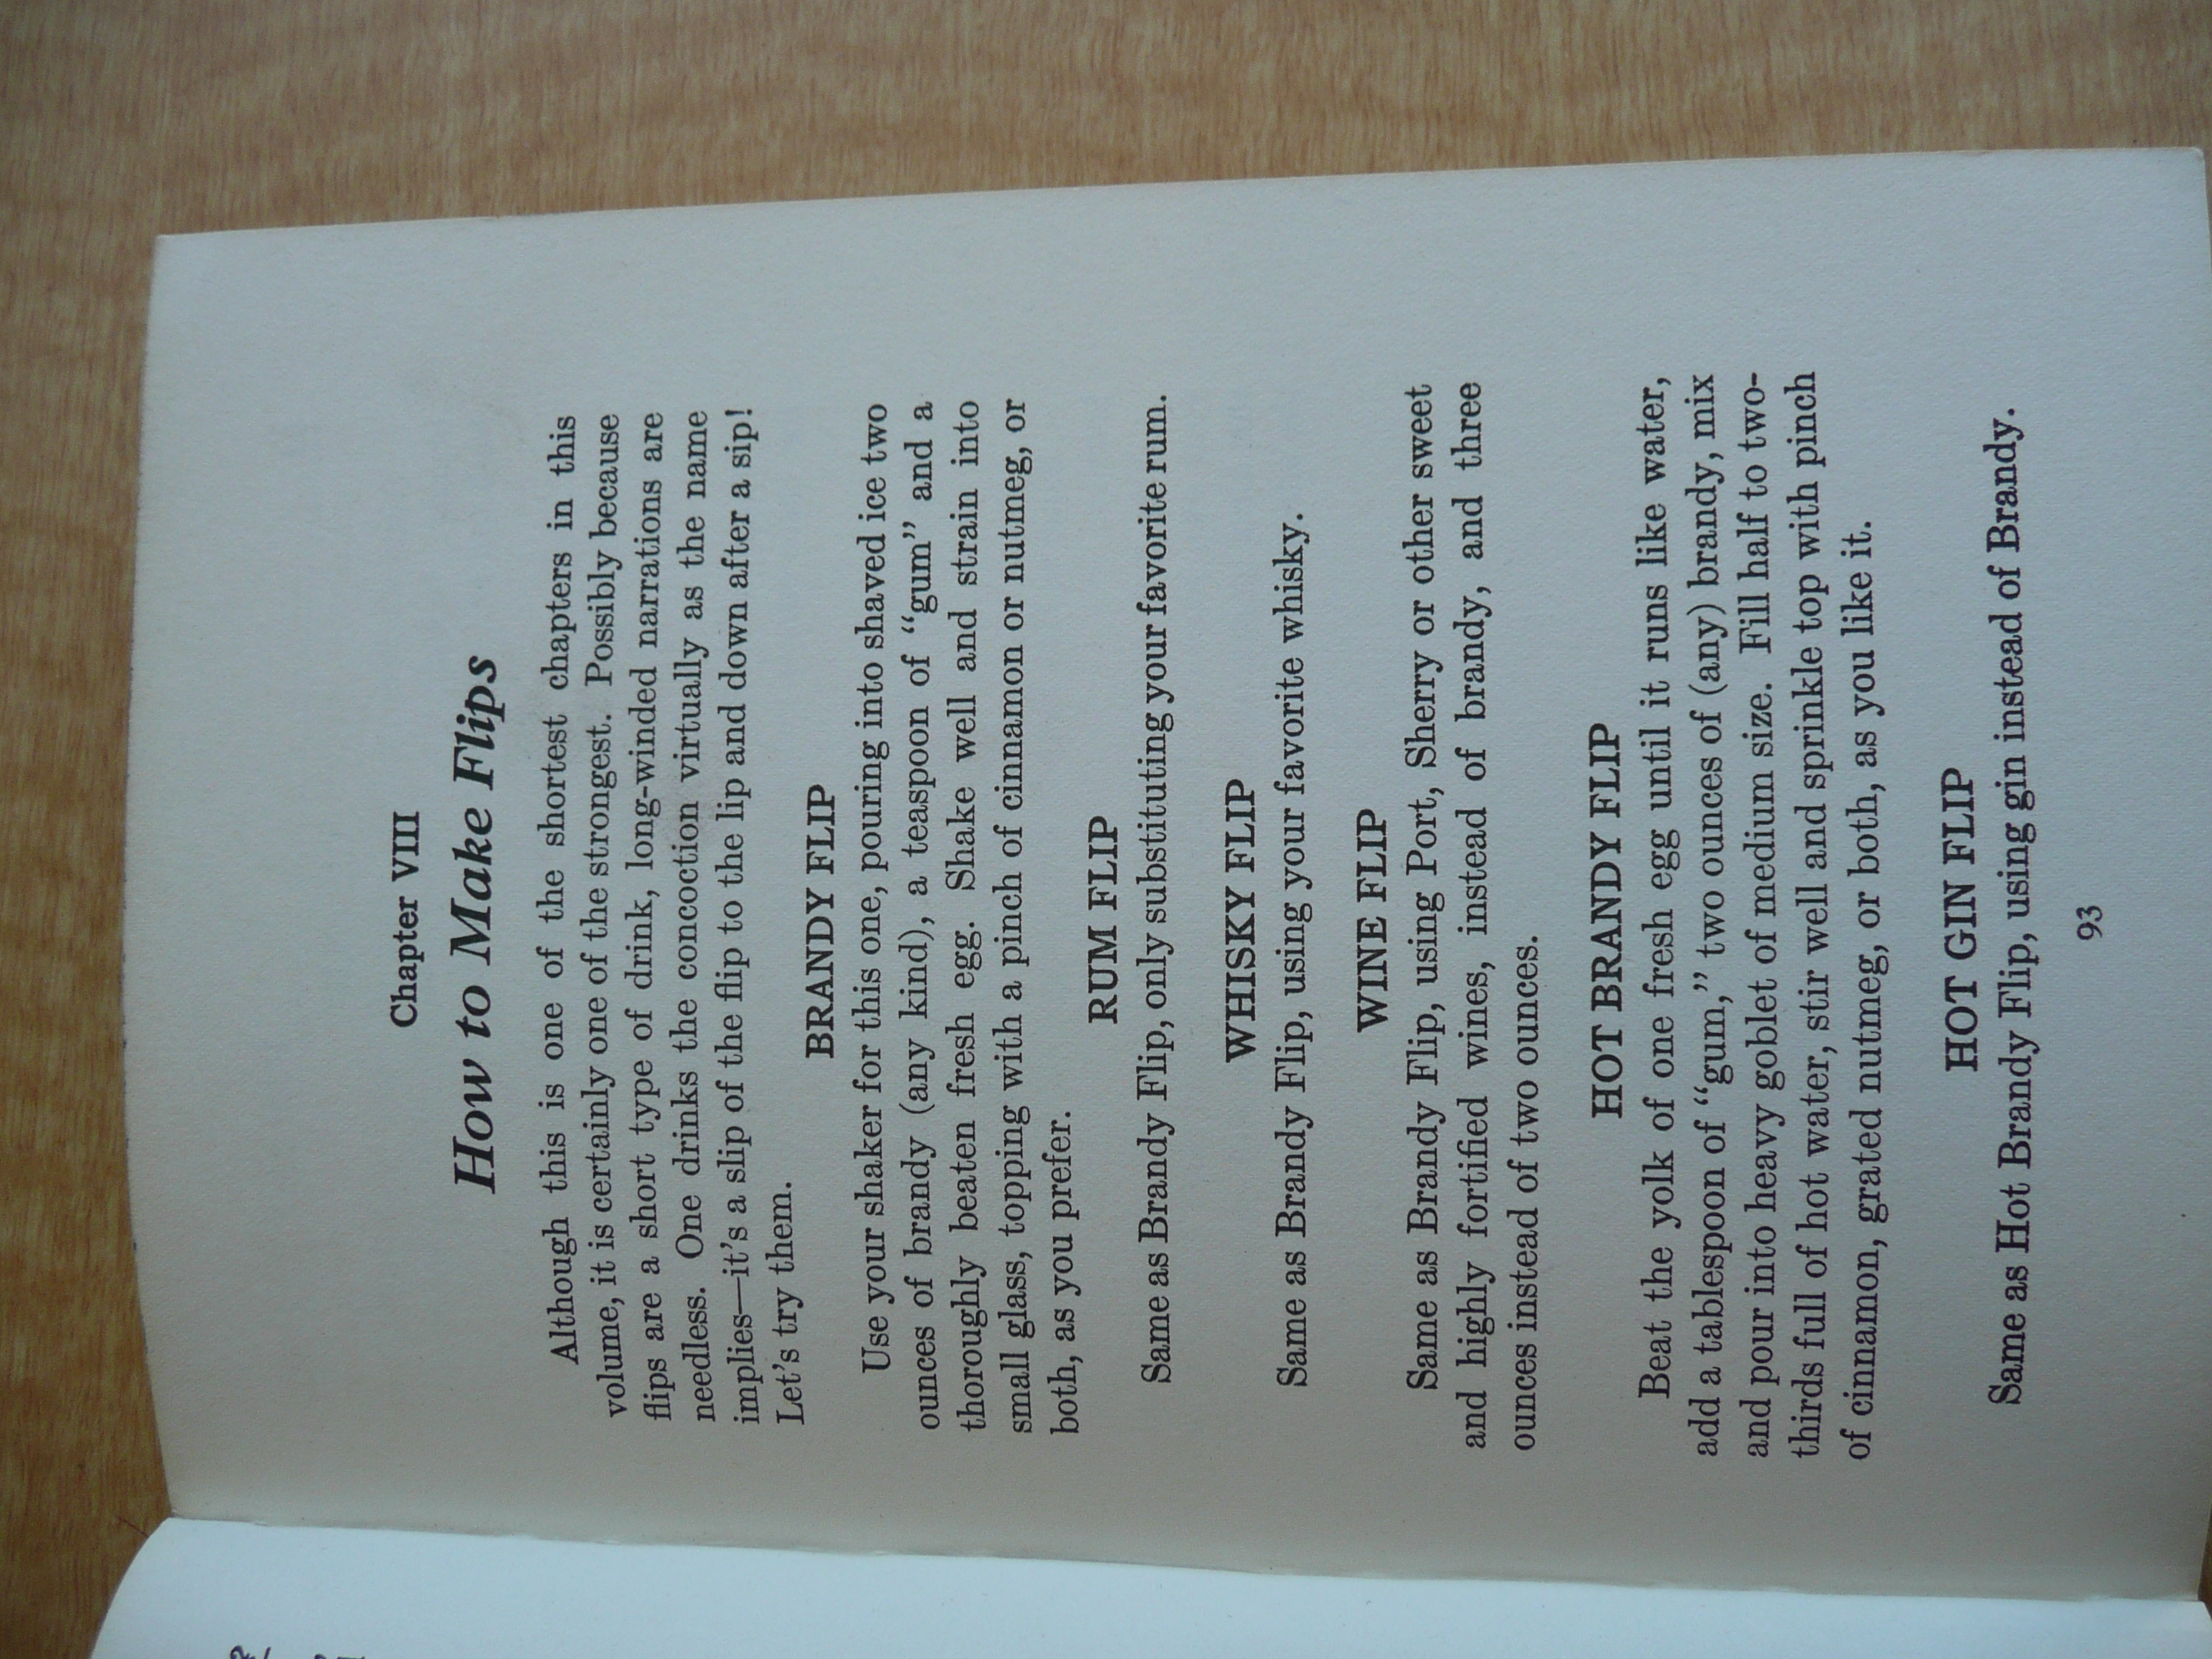 Chapter VIII
How to Make Flips
Although this is one of the shortest chapters in this
volume, it is certainly one of the strongest. Possibly because
flips are a short type of drink, long-winded narrations are
needless. One drinks the concoction virtually as the name
implies—it's a slip of the flip to the lip and down after a sip!
Let's try them.
BRANDY FLIP
Use your shaker for this one, pouring into shaved ice two
ounces of brandy (any kind), a teaspoon of “gum” and a
thoroughly beaten fresh egg. Shake well and strain into
small glass, topping with a pinch of cinnamon or nutmeg, or
both, as you prefer.
RUM FLIP
Same as Brandy Flip, only substituting your favorite rum.
WHISKY FLIP
Same as Brandy Flip, using your favorite whisky.
WINE FLIP
Same as Brandy Flip, using Port, Sherry or other sweet
and highly fortified wines, instead of brandy, and three
ounces instead of two ounces.
HOT BRANDY FLIP
Beat the yolk of one fresh egg until it runs like water,
add a tablespoon of “gum,” two ounces of (any) brandy, mix
and pour into heavy goblet of medium size. Fill half to two-
thirds full of hot water, stir well and sprinkle top with pinch
of cinnamon, grated nutmeg, or both, as you like it.
HOT GIN FLIP
Same as Hot Brandy Flip, using gin instead of Brandy.
93